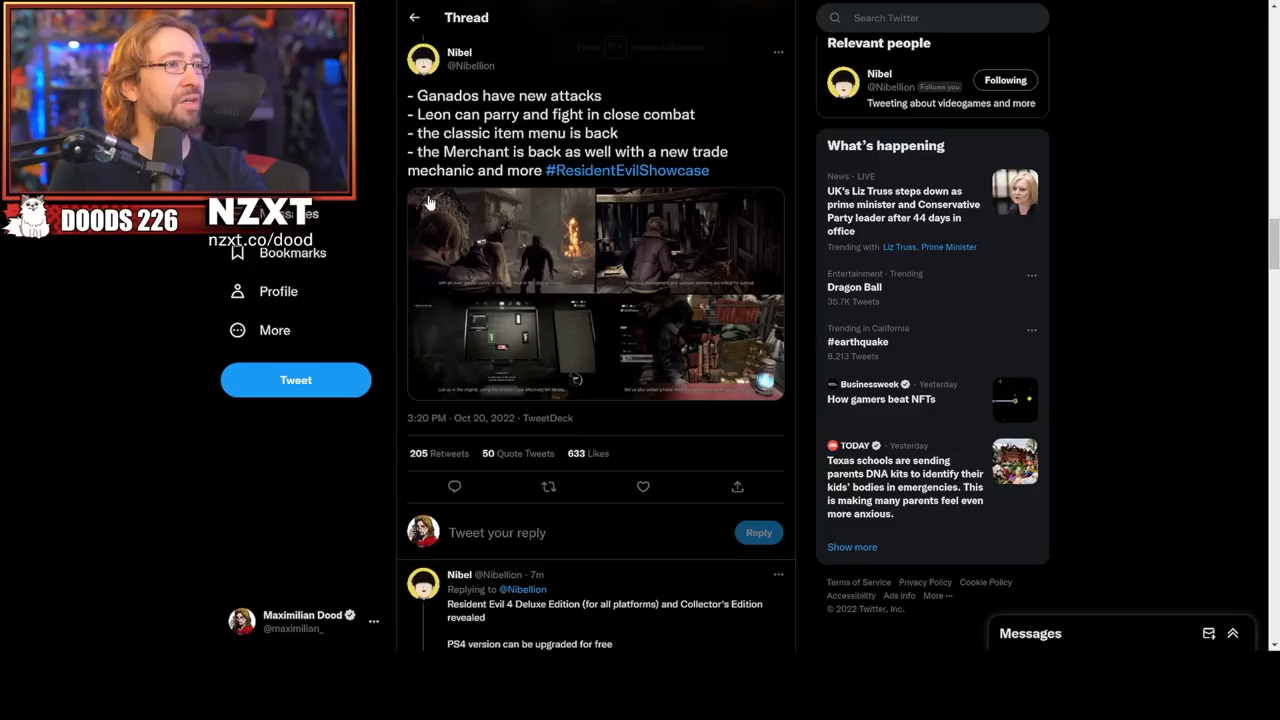 Thread
Search Twitter
Nibel
@Nibellion
- Ganados have new attacks
- Leon can parry and fight in close combat
- the classic item menu is back
- the Merchant is back as well with a new trade
mechanic and more #ResidentEvilShowcase
DOODS 226
NZXT
nzxt.co/dood
Bookmarks
Profile
More
Tweet
Maximilian Dood
@maximilian_
3:20 PM · Oct 20, 2022 · TweetDeck
205 Retweets 50 Quote Tweets 633 Likes
Tweet your reply
Reply
Nibel @Nibellion · 7m
Replying to @Nibellion
Resident Evil 4 Deluxe Edition (for all platforms) and Collector's Edition
revealed
PS4 version can be upgraded for free
Relevant people
Nibel
@Nibellion Follows you
Following
Tweeting about videogames and more
What's happening
News · LIVE
UK's Liz Truss steps down as
prime minister and Conservative
Party leader after 44 days in
office
Trending with Liz Truss, Prime Minister
Entertainment · Trending
Dragon Ball
35.7K Tweets
Trending in California
#earthquake
8,213 Tweets
Businessweek · Yesterday
How gamers beat NFTs
TODAY · Yesterday
Texas schools are sending
parents DNA kits to identify their
kids' bodies in emergencies. This
is making many parents feel even
more anxious.
Show more
Terms of Service Privacy Policy Cookie Policy
Accessibility Ads info More ···
© 2022 Twitter, Inc.
Messages